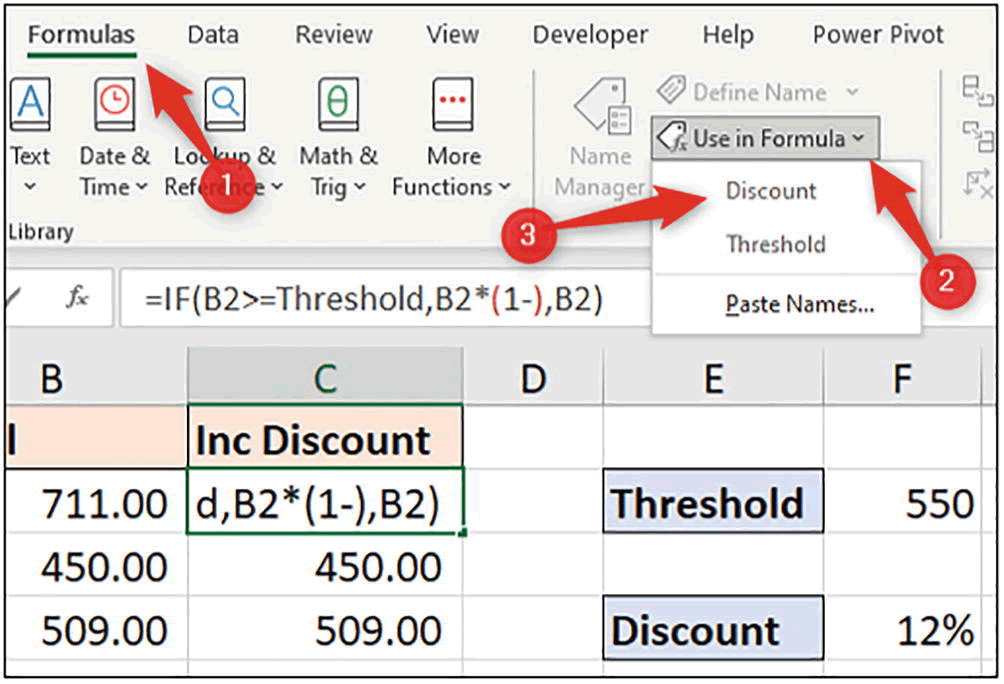 Formulas Data Review View Developer Help Power Pivot
Define Name
Use in Formula
Text Date & Lookup & Math & More Name
Time Reference Trig Functions Manager
1
Discount
3
Threshold
2
Library
Paste Names...
fx =IF(B2>=Threshold,B2*(1-),B2)
B C D E F
l Inc Discount
711.00 d,B2*(1-),B2) Threshold 550
450.00 450.00
509.00 509.00 Discount 12%